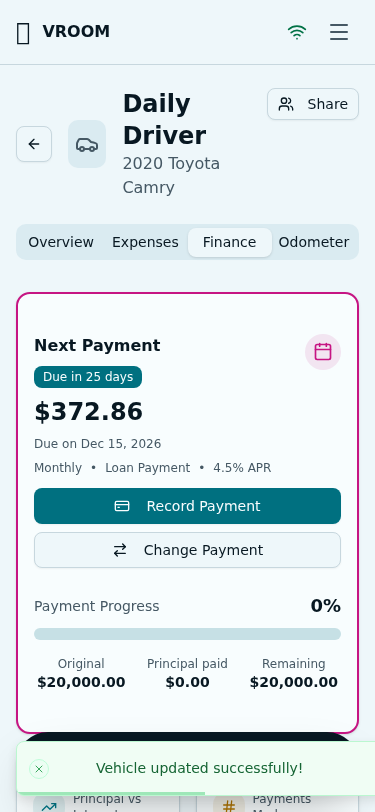 VROOM
Daily
Driver
Share
2020 Toyota
Camry
Overview Expenses Finance Odometer
Next Payment
Due in 25 days
$372.86
Due on Dec 15, 2026
Monthly • Loan Payment • 4.5% APR
Record Payment
Change Payment
Payment Progress 0%
Original Principal paid Remaining
$20,000.00 $0.00 $20,000.00
Vehicle updated successfully!
Principal vs Payments